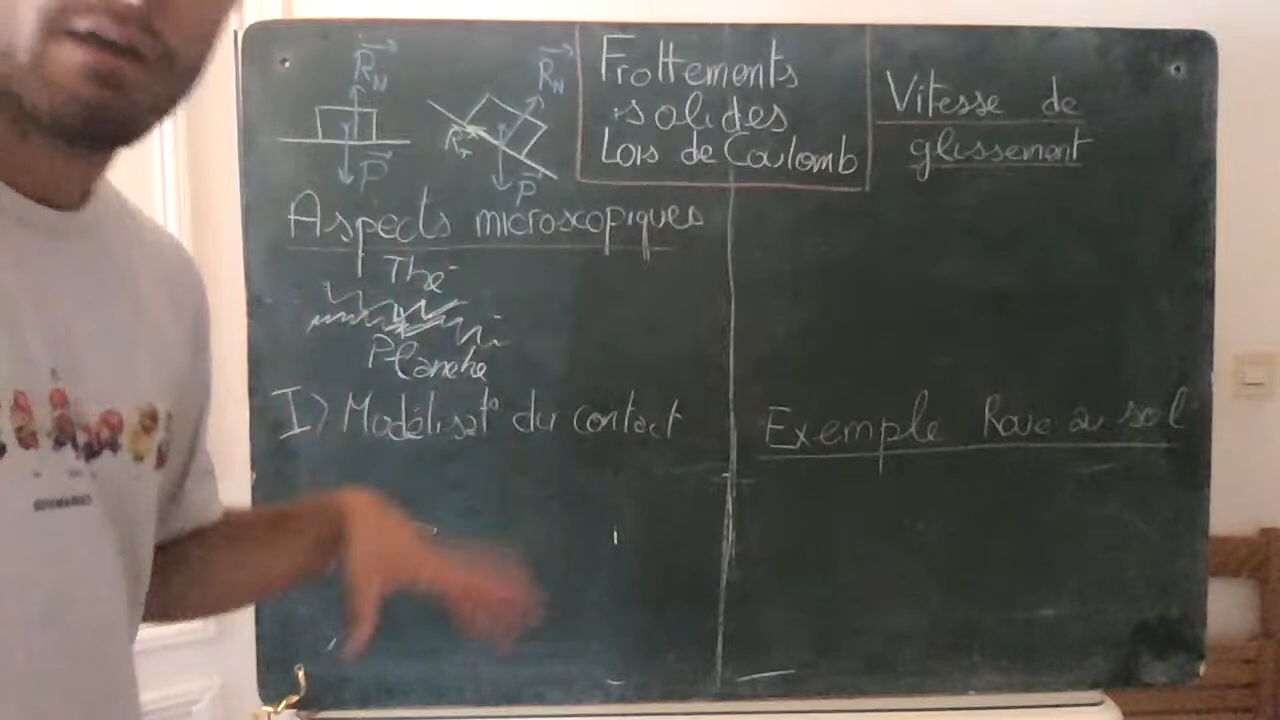 R_N
P
R_N
R_T
P
Frottements
solides
Lois de Coulomb
Vitesse de
glissement
Aspects microscopiques
Thé
Planche
I) Modélisat° du contact
Exemple Roue au sol